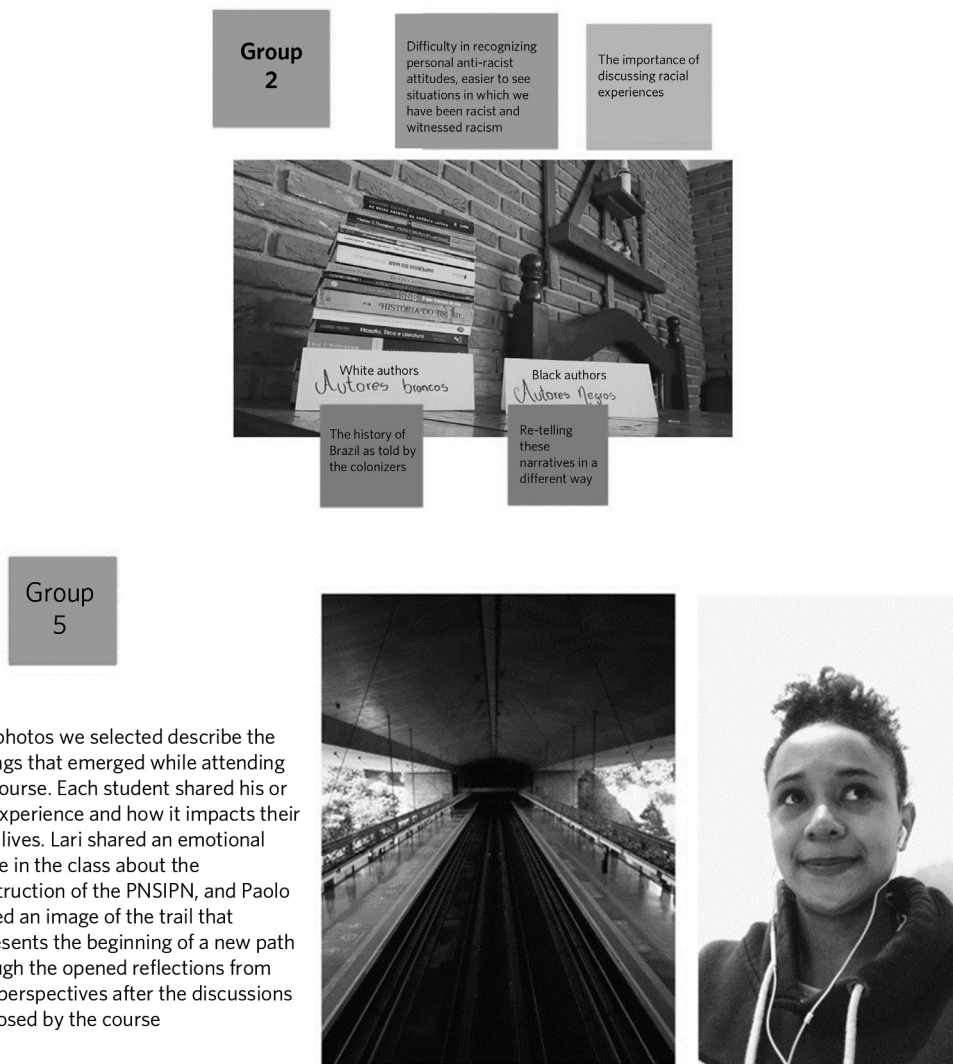 Group
2
Difficulty in recognizing
personal anti-racist
attitudes, easier to see
situations in which we
have been racist and
witnessed racism
The importance of
discussing racial
experiences
IMPÉRIOS DO MAR
1968
HISTÓRIA DO
Filosofia, Ética e Literatura
White authors
Autores brancos
Black authors
Autores Negros
The history of
Brazil as told by
the colonizers
Re-telling
these
narratives in a
different way
Group
5
photos we selected describe the
ngs that emerged while attending
ourse. Each student shared his or
xperience and how it impacts their
lives. Lari shared an emotional
e in the class about the
truction of the PNSIPN, and Paolo
ed an image of the trail that
esents the beginning of a new path
ugh the opened reflections from
perspectives after the discussions
osed by the course